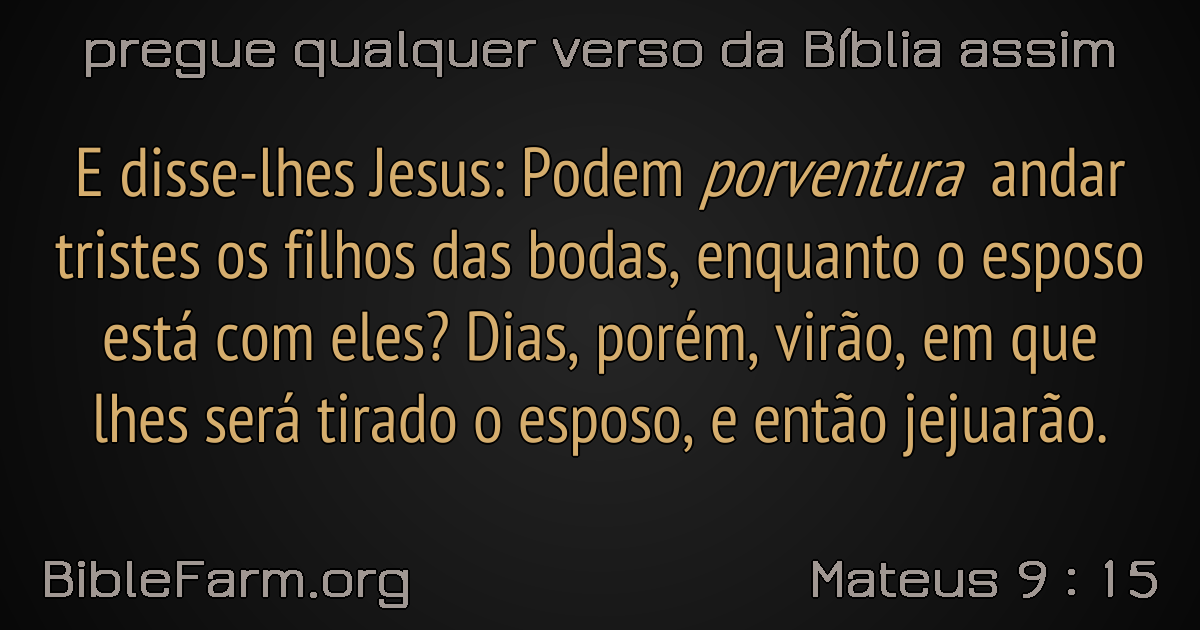 pregue qualquer verso da Bíblia assim
E disse-lhes Jesus: Podem porventura andar
tristes os filhos das bodas, enquanto o esposo
está com eles? Dias, porém, virão, em que
lhes será tirado o esposo, e então jejuarão.
BibleFarm.org
Mateus 9 : 15